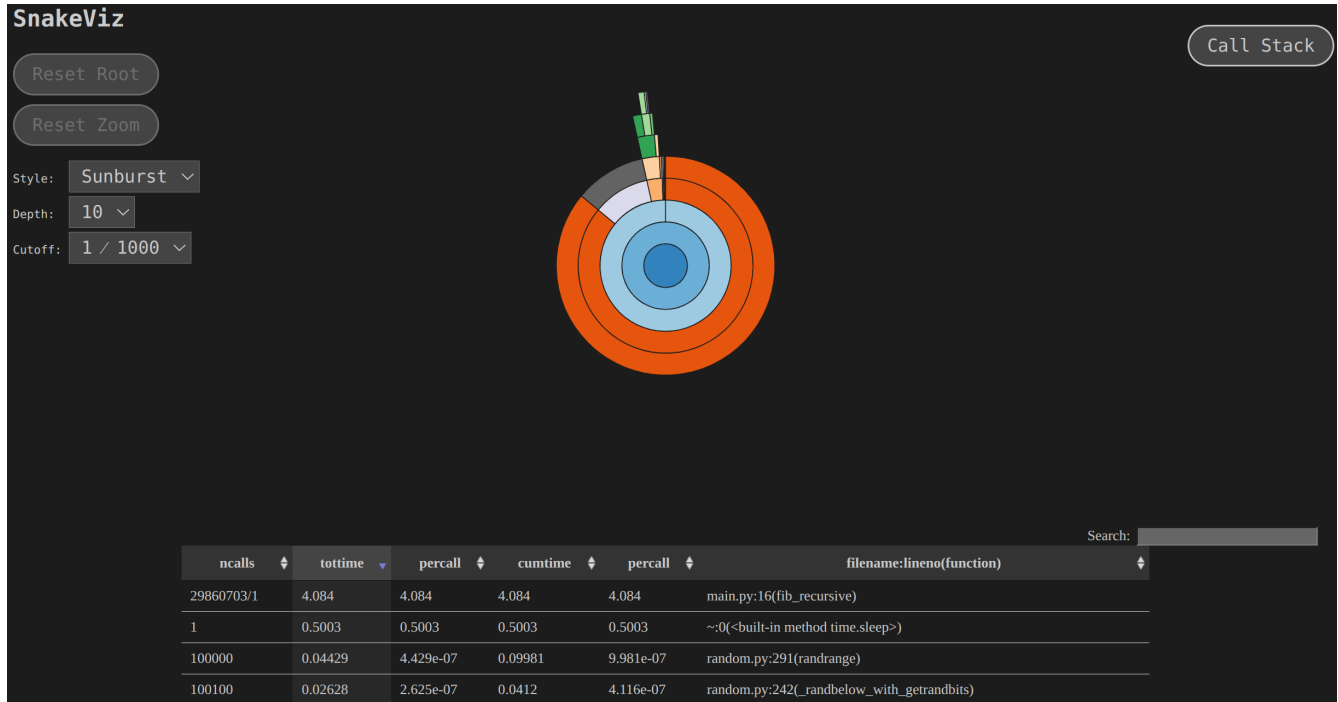 SnakeViz
Call Stack
Reset Root
Reset Zoom
Style: Sunburst
Depth: 10
Cutoff: 1 / 1000
Search:
ncalls tottime percall cumtime percall filename:lineno(function)
29860703/1 4.084 4.084 4.084 4.084 main.py:16(fib_recursive)
1 0.5003 0.5003 0.5003 0.5003 ~:0(<built-in method time.sleep>)
100000 0.04429 4.429e-07 0.09981 9.981e-07 random.py:291(randrange)
100100 0.02628 2.625e-07 0.0412 4.116e-07 random.py:242(_randbelow_with_getrandbits)